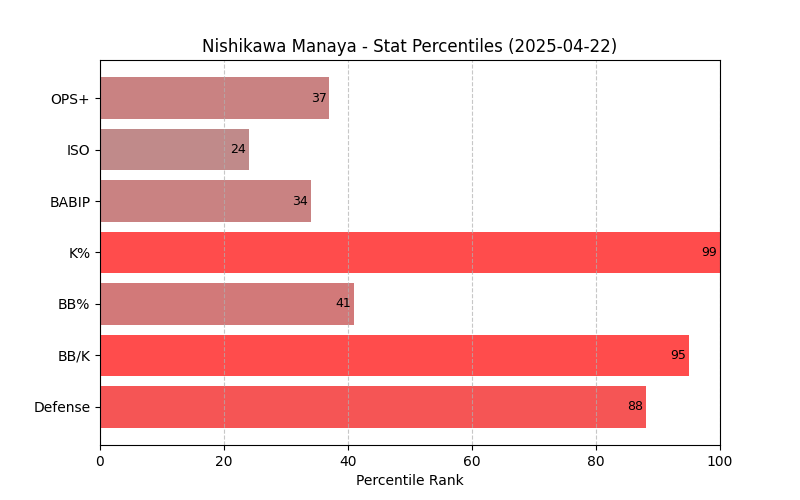 Nishikawa Manaya - Stat Percentiles (2025-04-22)
OPS+
37
ISO
24
BABIP
34
K%
99
BB%
41
BB/K
95
Defense
88
0 20 40 60 80 100
Percentile Rank